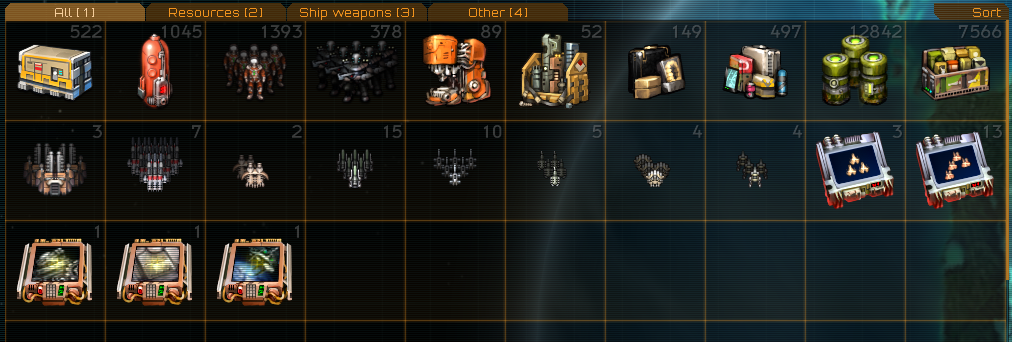 All [1] Resources [2] Ship weapons [3] Other [4] Sort
522 1045 1393 378 89 52 149 497 12842 7566
3 7 2 15 10 5 4 4 3 13
1 1 1